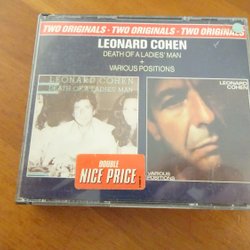 TWO ORIGINALS · TWO ORIGINALS · TWO ORIGINALS
LEONARD COHEN
DEATH OF A LADIES' MAN
+
VARIOUS POSITIONS
LEONARD COHEN
DEATH OF A LADIES' MAN
LEONARD
COHEN
DOUBLE
NICE PRICE
VARIOUS
POSITIONS